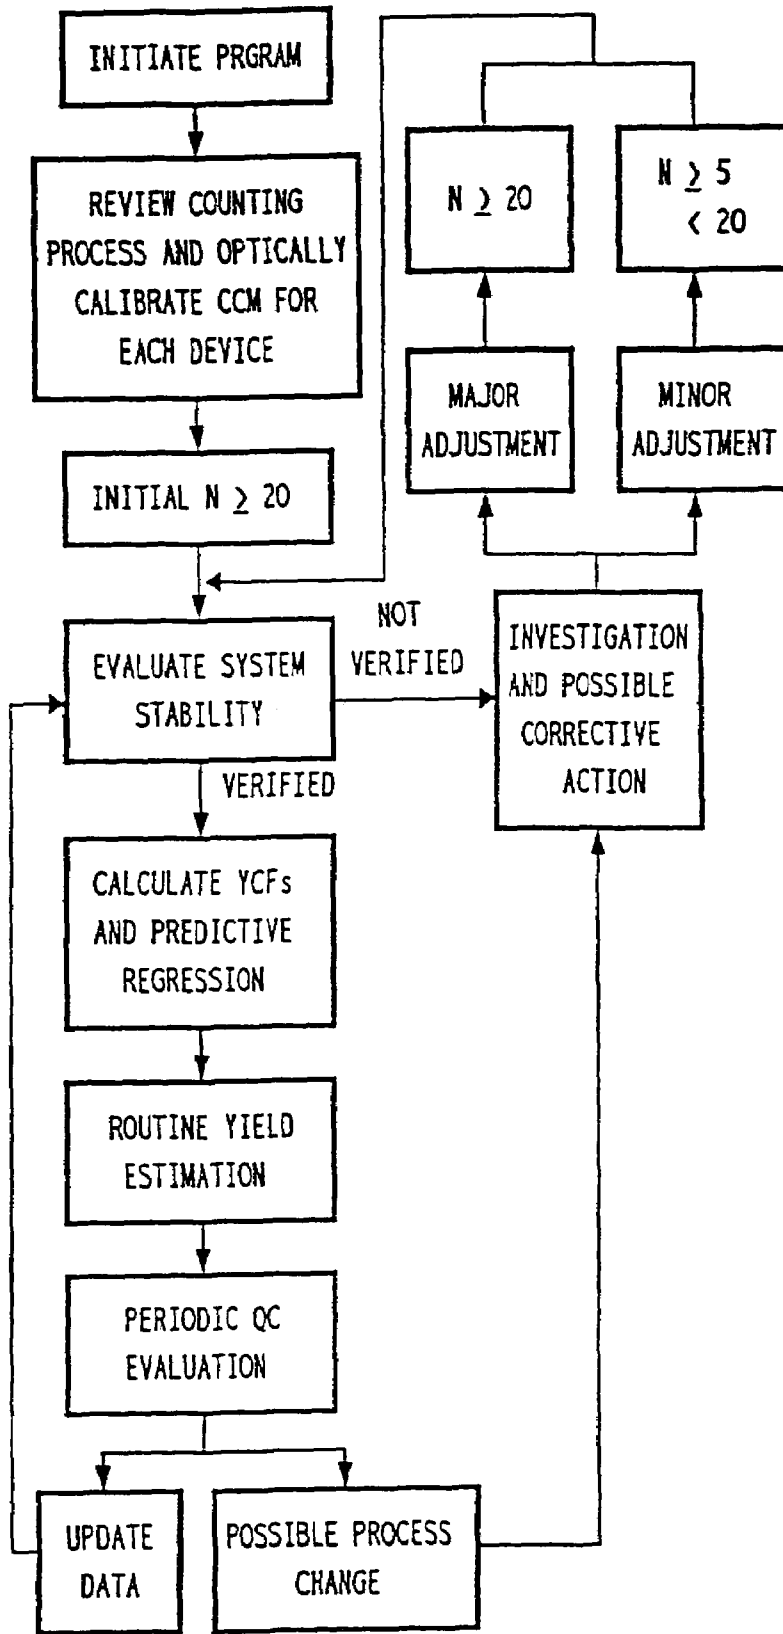 INITIATE PRGRAM
REVIEW COUNTING
PROCESS AND OPTICALLY
CALIBRATE CCM FOR
EACH DEVICE
INITIAL N ≥ 20
EVALUATE SYSTEM
STABILITY
NOT
VERIFIED
VERIFIED
INVESTIGATION
AND POSSIBLE
CORRECTIVE
ACTION
MAJOR
ADJUSTMENT
MINOR
ADJUSTMENT
N ≥ 20
N ≥ 5
< 20
CALCULATE YCFs
AND PREDICTIVE
REGRESSION
ROUTINE YIELD
ESTIMATION
PERIODIC QC
EVALUATION
UPDATE
DATA
POSSIBLE PROCESS
CHANGE